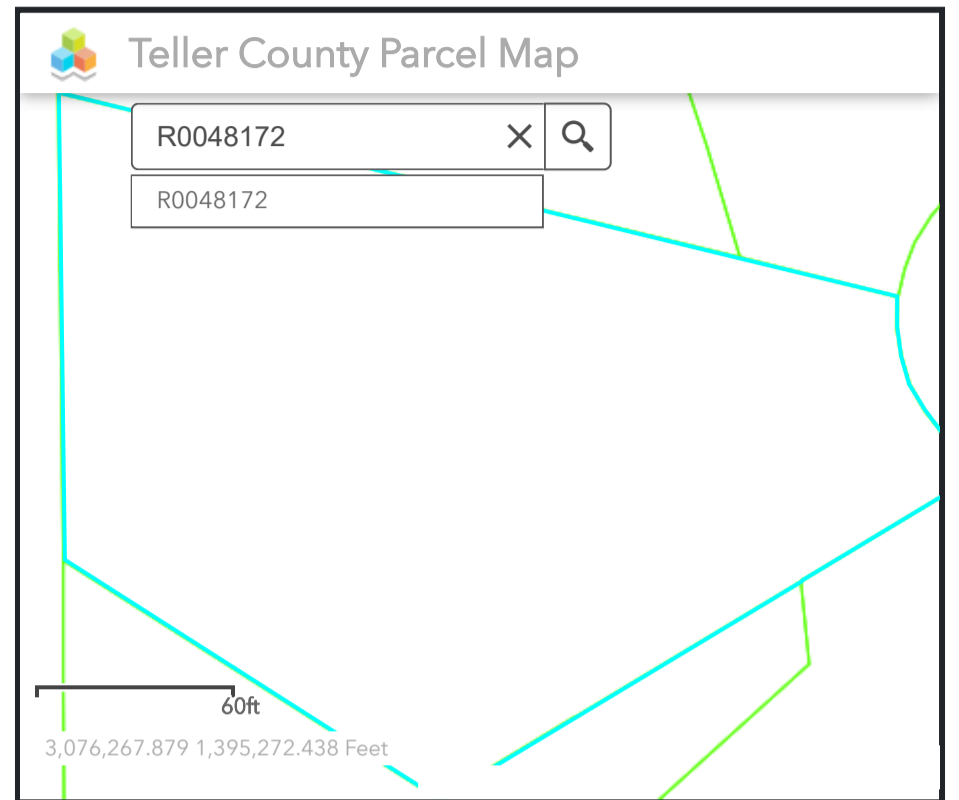 Teller County Parcel Map
R0048172
R0048172
60ft
3,076,267.879 1,395,272.438 Feet